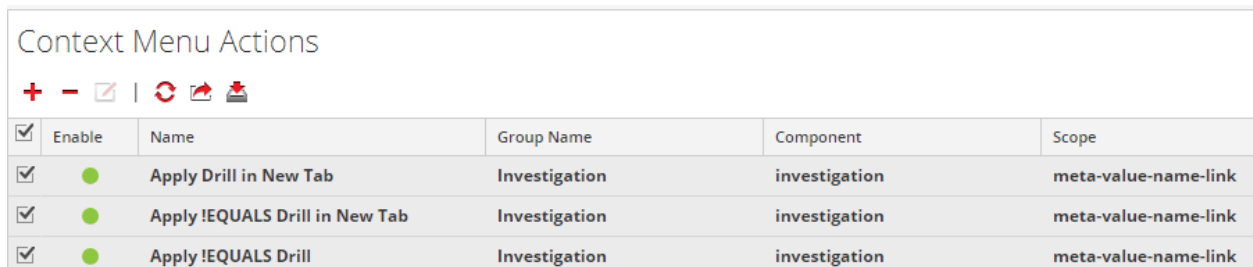 Context Menu Actions
Enable Name Group Name Component Scope
Apply Drill in New Tab Investigation investigation meta-value-name-link
Apply !EQUALS Drill in New Tab Investigation investigation meta-value-name-link
Apply !EQUALS Drill Investigation investigation meta-value-name-link